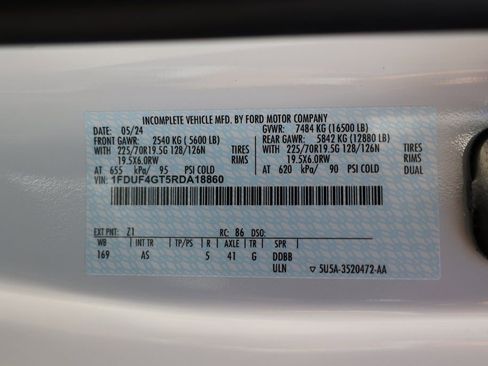 INCOMPLETE VEHICLE MFD. BY FORD MOTOR COMPANY
DATE: 05/24 GVWR: 7484 KG (16500 LB)
FRONT GAWR: 2540 KG ( 5600 LB) REAR GAWR: 5842 KG (12880 LB)
WITH 225/70R19.5G 128/126N TIRES WITH 225/70R19.5G 128/126N TIRES
19.5X6.0RW RIMS 19.5X6.0RW RIMS
AT 655 kPa/ 95 PSI COLD AT 620 kPa/ 90 PSI COLD DUAL
VIN: 1FDUF4GT5RDA18860
EXT PNT: Z1 RC: 86 DSO:
WB INT TR TP/PS R AXLE TR SPR
169 AS 5 41 G DDBB
ULN ▽ 5U5A-3520472-AA